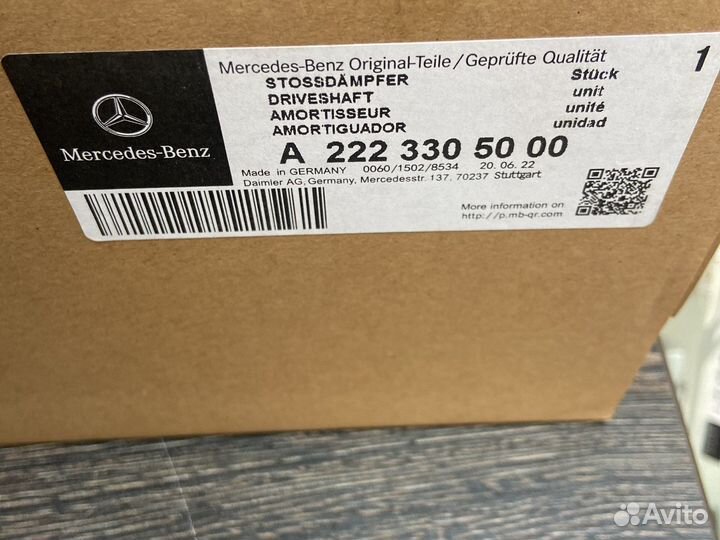 Mercedes-Benz Original-Teile/Geprüfte Qualität 1
STOSSDÄMPFER Stück
DRIVESHAFT unit
AMORTISSEUR unité
AMORTIGUADOR unidad
A 222 330 50 00
Made in GERMANY 0060/1502/8534 20.06.22
Daimler AG, Germany, Mercedesstr. 137, 70237 Stuttgart
Mercedes-Benz
More information on
http://p.mb-qr.com/
Avito